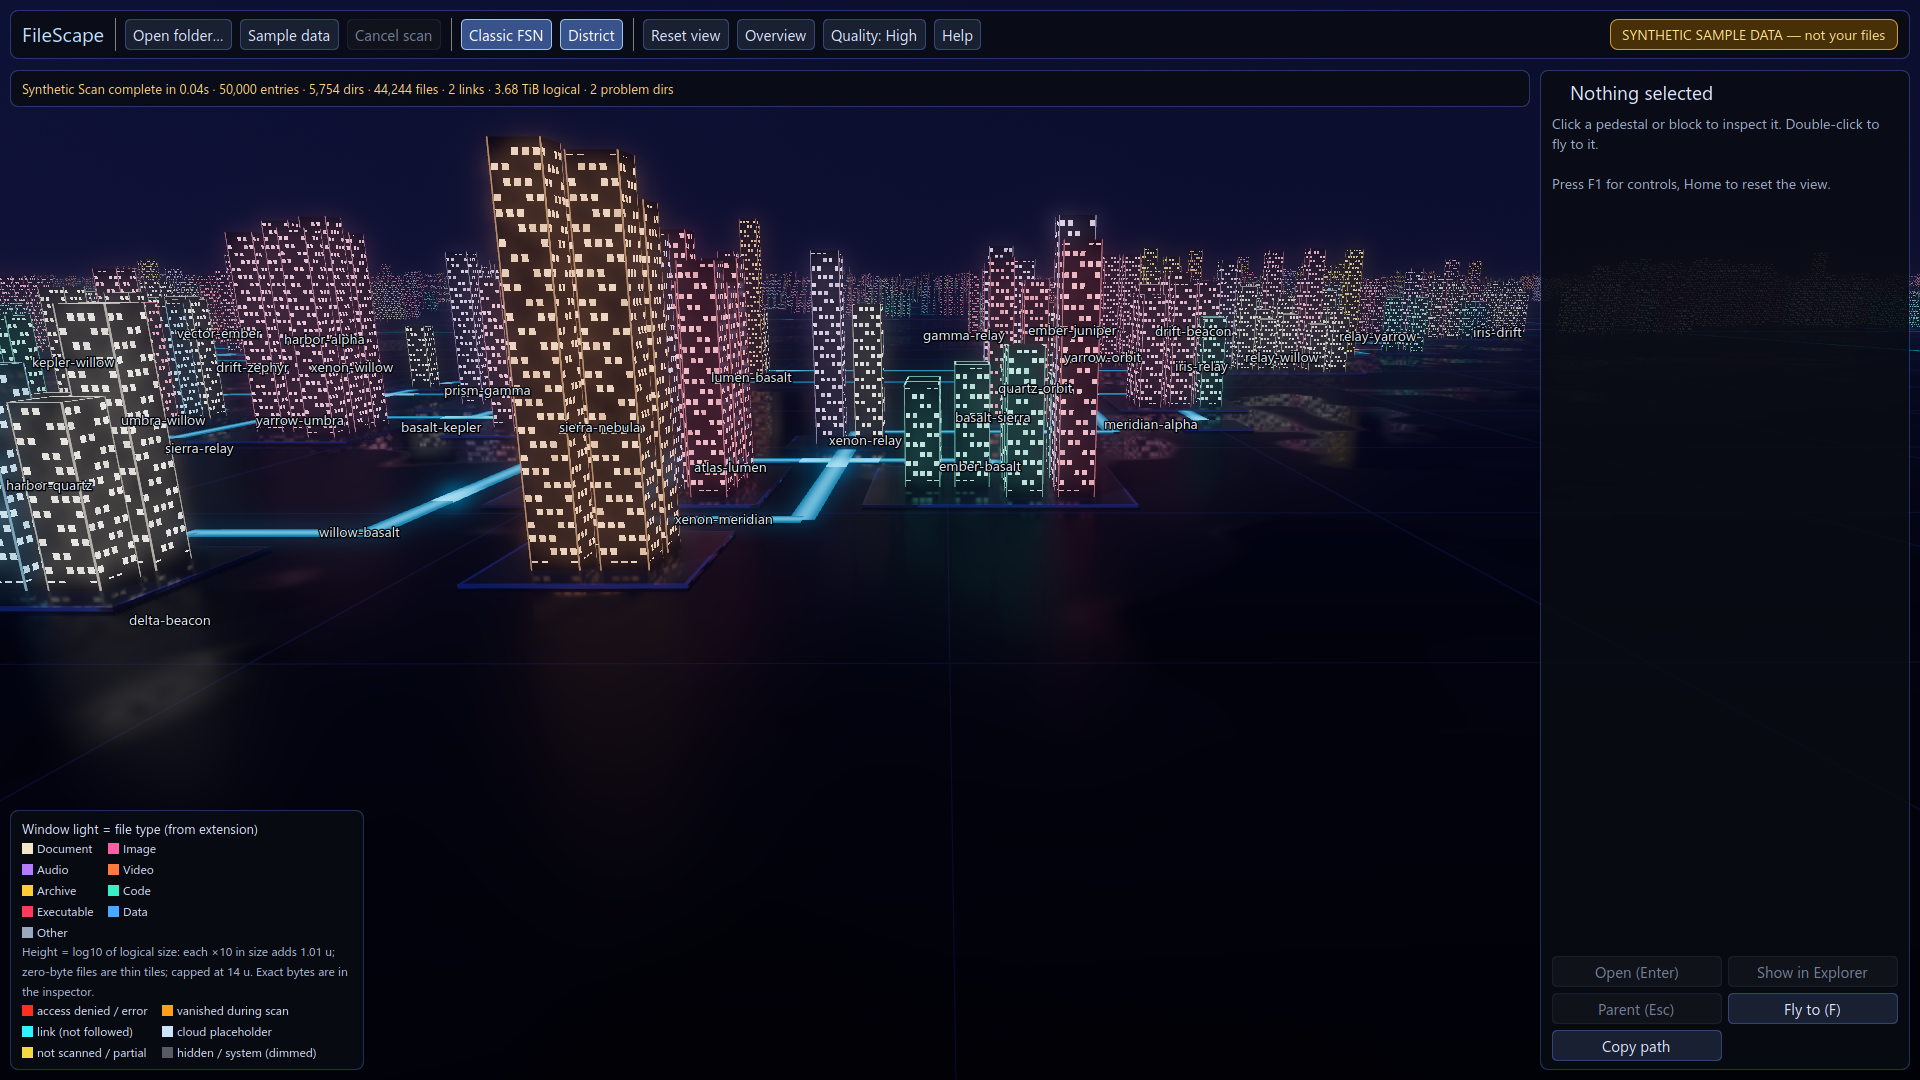 FileScape
Open folder...
Sample data
Cancel scan
Classic FSN
District
Reset view
Overview
Quality: High
Help
SYNTHETIC SAMPLE DATA — not your files
Synthetic Scan complete in 0.04s · 50,000 entries · 5,754 dirs · 44,244 files · 2 links · 3.68 TiB logical · 2 problem dirs
Nothing selected
Click a pedestal or block to inspect it. Double-click to
fly to it.
Press F1 for controls, Home to reset the view.
vector-ember
harbor-alpha
kepler-willow
drift-zephyr
xenon-willow
prism-gamma
umbra-willow
yarrow-umbra
basalt-kepler
sierra-relay
harbor-quartz
willow-basalt
delta-beacon
sierra-nebula
lumen-basalt
atlas-lumen
xenon-meridian
xenon-relay
gamma-relay
ember-juniper
yarrow-orbit
quartz-orbit
basalt-sierra
ember-basalt
meridian-alpha
drift-beacon
iris-relay
relay-willow
relay-yarrow
iris-drift
Window light = file type (from extension)
Document
Image
Audio
Video
Archive
Code
Executable
Data
Other
Height = log10 of logical size: each ×10 in size adds 1.01 u;
zero-byte files are thin tiles; capped at 14 u. Exact bytes are in
the inspector.
access denied / error
vanished during scan
link (not followed)
cloud placeholder
not scanned / partial
hidden / system (dimmed)
Open (Enter)
Show in Explorer
Parent (Esc)
Fly to (F)
Copy path